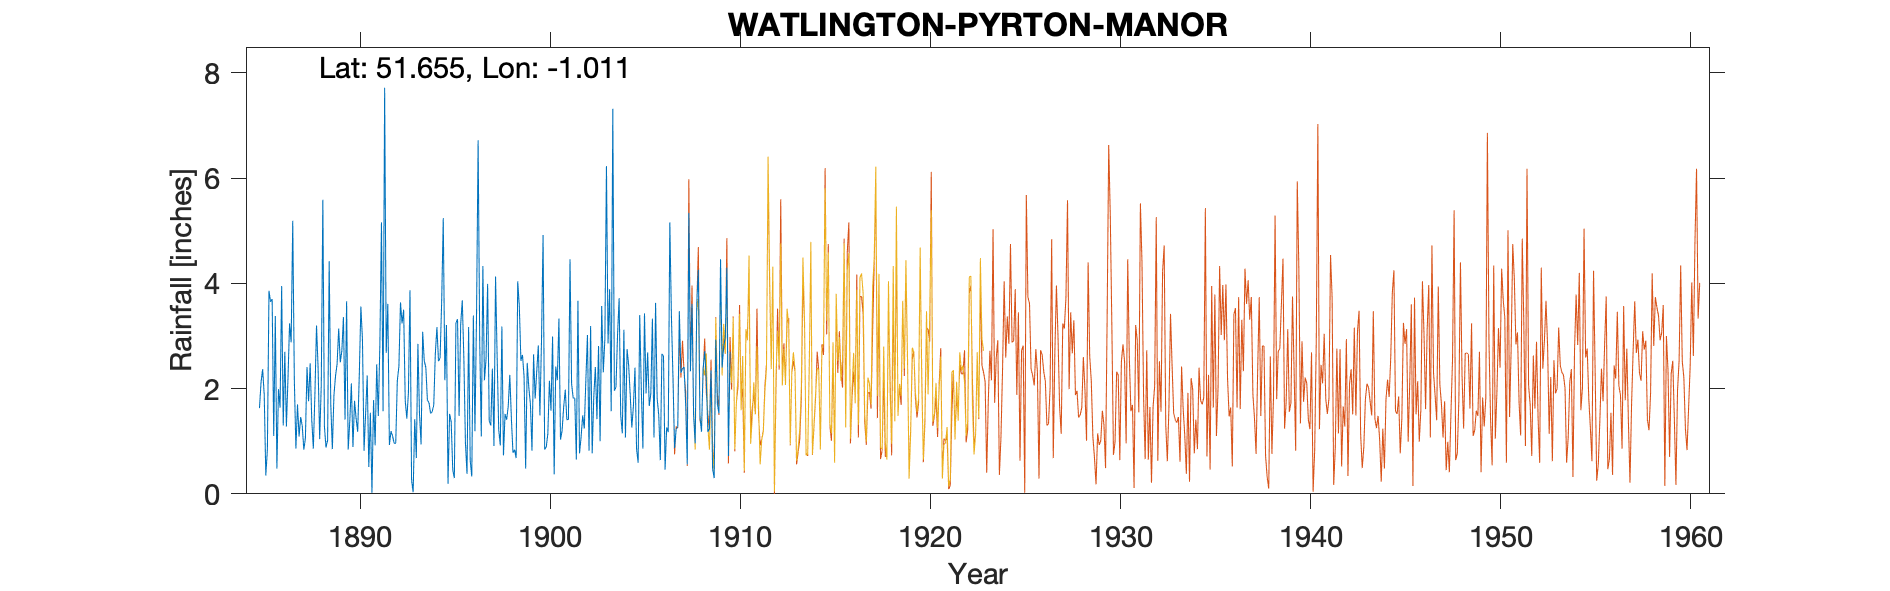 WATLINGTON-PYRTON-MANOR
Lat: 51.655, Lon: -1.011
8
6
4
2
0
Rainfall [inches]
1890 1900 1910 1920 1930 1940 1950 1960
Year